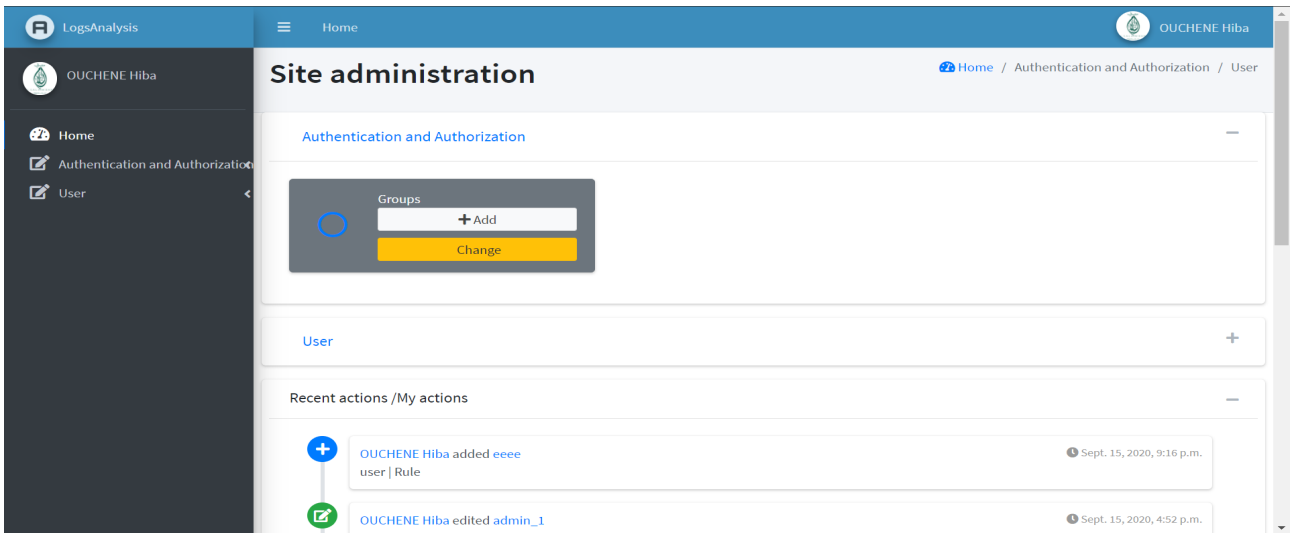 LogsAnalysis
Home
OUCHENE Hiba
OUCHENE Hiba
Home
Authentication and Authorization
User
Site administration
Home / Authentication and Authorization / User
Authentication and Authorization
Groups
Add
Change
User
Recent actions /My actions
OUCHENE Hiba added eeee
Sept. 15, 2020, 9:16 p.m.
user | Rule
OUCHENE Hiba edited admin_1
Sept. 15, 2020, 4:52 p.m.